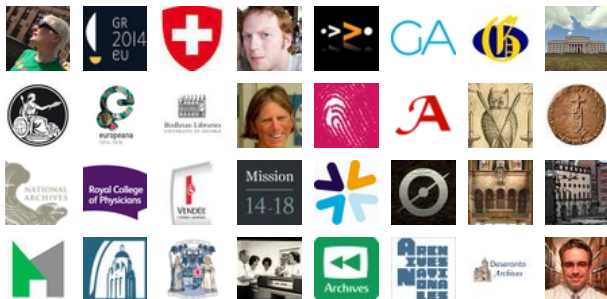 GR
2014
eu
GA
G
europeana
1914-1918
Bodleian Libraries
UNIVERSITY OF OXFORD
A
NATIONAL
ARCHIVES
Royal College
of Physicians
VENDÉE
Mission
14-18
Archives
ARCHIVES
NATIONALES
Deseronto
Archives